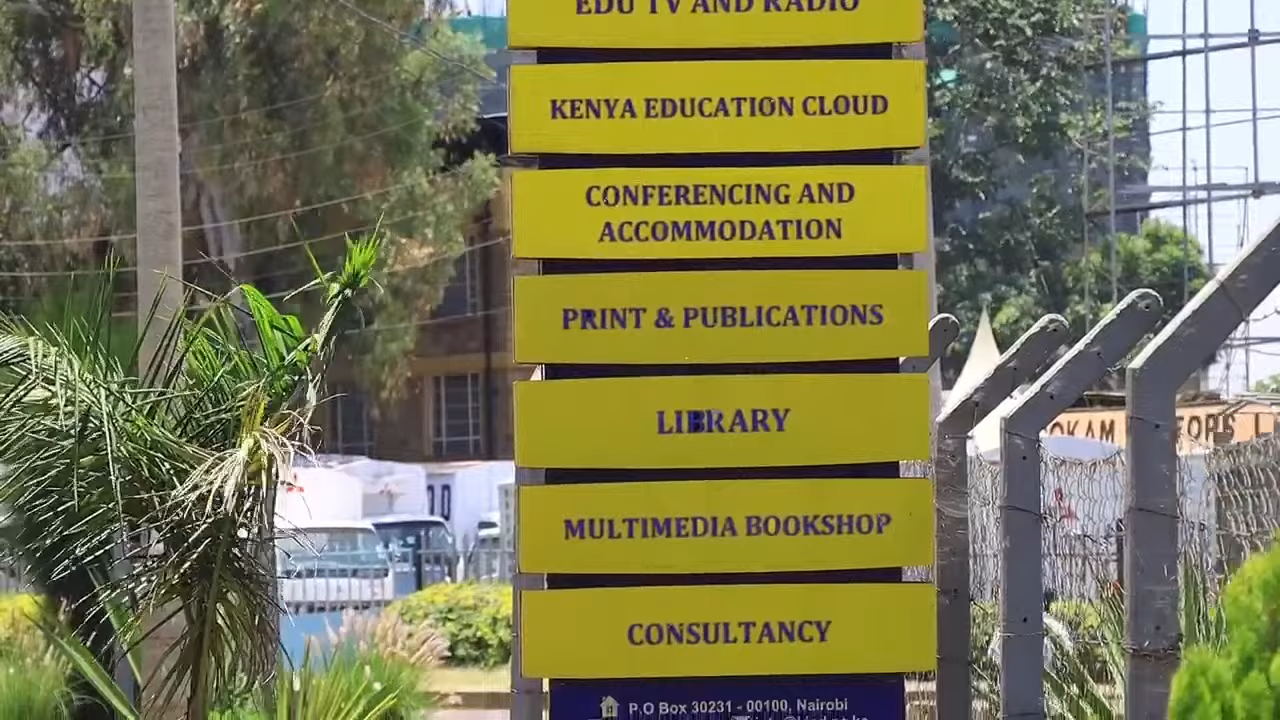 EDU TV AND RADIO
KENYA EDUCATION CLOUD
CONFERENCING AND
ACCOMMODATION
PRINT & PUBLICATIONS
LIBRARY
MULTIMEDIA BOOKSHOP
CONSULTANCY
P.O Box 30231 - 00100, Nairobi